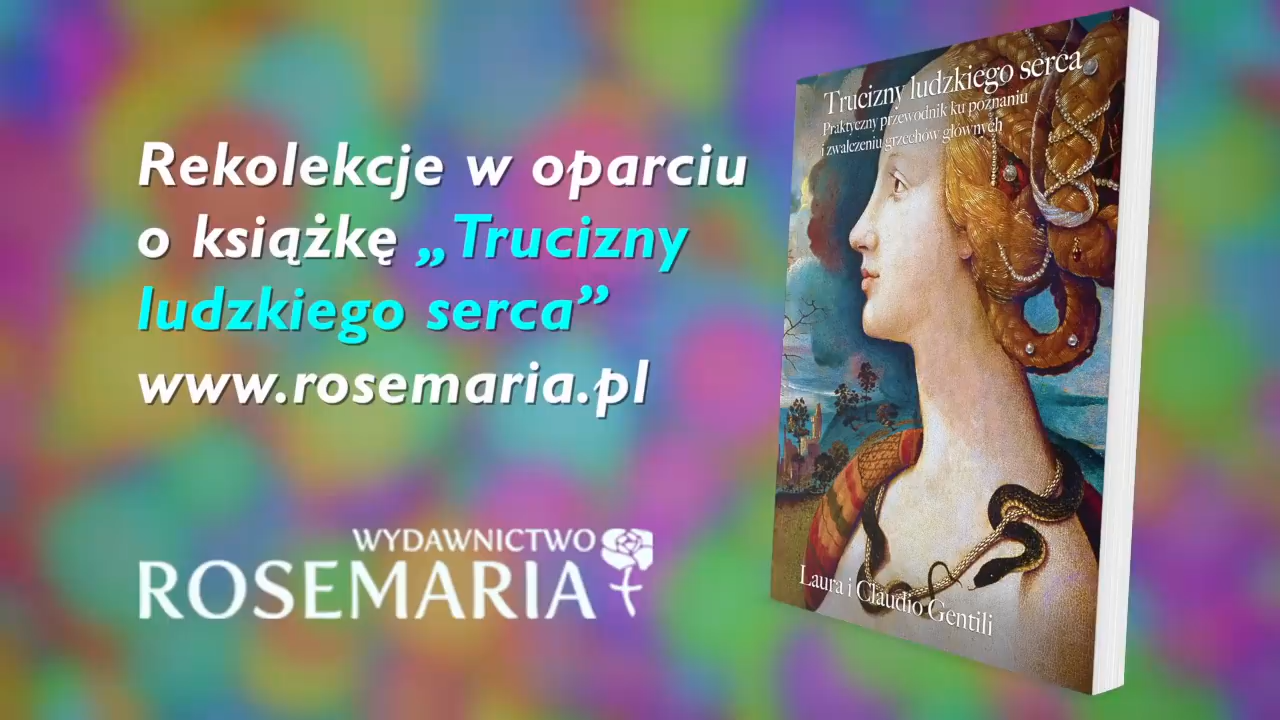 Rekolekcje w oparciu
o książkę „Trucizny
ludzkiego serca”
www.rosemaria.pl
WYDAWNICTWO
ROSEMARIA
Trucizny ludzkiego serca
Praktyczny przewodnik ku poznaniu
i zwalczeniu grzechów głównych
Laura i Claudio Gentili